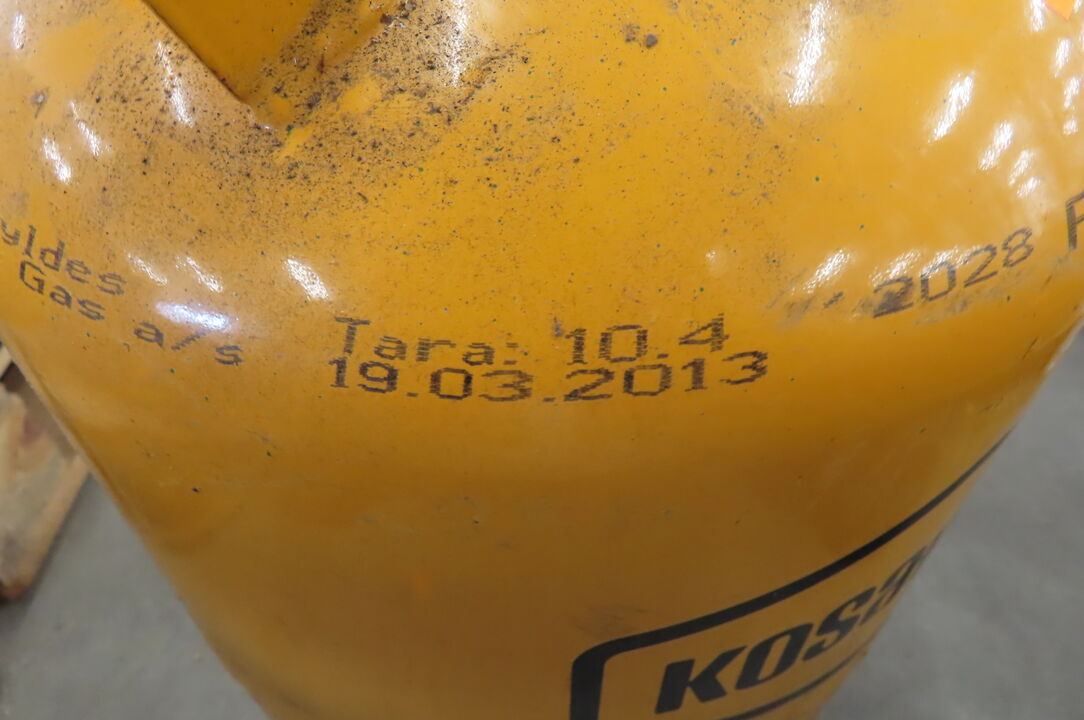 yldes
Gas a/s
Tara: 10.4
19.03.2013
2028
KOSA